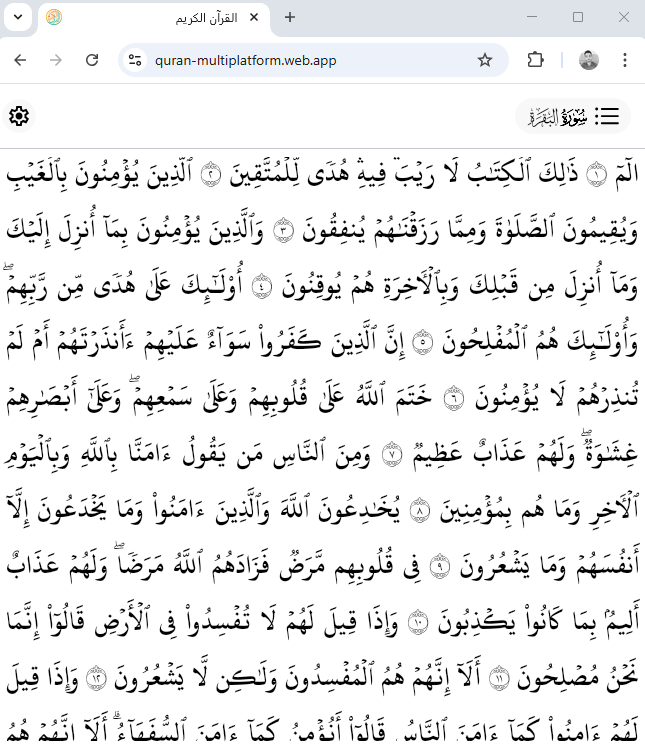 القرآن الكريم
quran-multiplatform.web.app
سُورَةُ البَقَرَةِ
الٓمٓ ١ ذَٰلِكَ ٱلۡكِتَٰبُ لَا رَيۡبَۛ فِيهِۛ هُدٗى لِّلۡمُتَّقِينَ ٢ ٱلَّذِينَ يُؤۡمِنُونَ بِٱلۡغَيۡبِ
وَيُقِيمُونَ ٱلصَّلَوٰةَ وَمِمَّا رَزَقۡنَٰهُمۡ يُنفِقُونَ ٣ وَٱلَّذِينَ يُؤۡمِنُونَ بِمَآ أُنزِلَ إِلَيۡكَ
وَمَآ أُنزِلَ مِن قَبۡلِكَ وَبِٱلۡأٓخِرَةِ هُمۡ يُوقِنُونَ ٤ أُوْلَٰٓئِكَ عَلَىٰ هُدٗى مِّن رَّبِّهِمۡۖ
وَأُوْلَٰٓئِكَ هُمُ ٱلۡمُفۡلِحُونَ ٥ إِنَّ ٱلَّذِينَ كَفَرُواْ سَوَآءٌ عَلَيۡهِمۡ ءَأَنذَرۡتَهُمۡ أَمۡ لَمۡ
تُنذِرۡهُمۡ لَا يُؤۡمِنُونَ ٦ خَتَمَ ٱللَّهُ عَلَىٰ قُلُوبِهِمۡ وَعَلَىٰ سَمۡعِهِمۡۖ وَعَلَىٰٓ أَبۡصَٰرِهِمۡ
غِشَٰوَةٞۖ وَلَهُمۡ عَذَابٌ عَظِيمٞ ٧ وَمِنَ ٱلنَّاسِ مَن يَقُولُ ءَامَنَّا بِٱللَّهِ وَبِٱلۡيَوۡمِ
ٱلۡأٓخِرِ وَمَا هُم بِمُؤۡمِنِينَ ٨ يُخَٰدِعُونَ ٱللَّهَ وَٱلَّذِينَ ءَامَنُواْ وَمَا يَخۡدَعُونَ إِلَّآ
أَنفُسَهُمۡ وَمَا يَشۡعُرُونَ ٩ فِي قُلُوبِهِم مَّرَضٞ فَزَادَهُمُ ٱللَّهُ مَرَضٗاۖ وَلَهُمۡ عَذَابٌ
أَلِيمُۢ بِمَا كَانُواْ يَكۡذِبُونَ ١٠ وَإِذَا قِيلَ لَهُمۡ لَا تُفۡسِدُواْ فِي ٱلۡأَرۡضِ قَالُوٓاْ إِنَّمَا
نَحۡنُ مُصۡلِحُونَ ١١ أَلَآ إِنَّهُمۡ هُمُ ٱلۡمُفۡسِدُونَ وَلَٰكِن لَّا يَشۡعُرُونَ ١٢ وَإِذَا قِيلَ
لَهُمۡ ءَامِنُواْ كَمَآ ءَامَنَ ٱلنَّاسُ قَالُوٓاْ أَنُؤۡمِنُ كَمَآ ءَامَنَ ٱلسُّفَهَآءُۗ أَلَآ إِنَّهُمۡ هُمُ